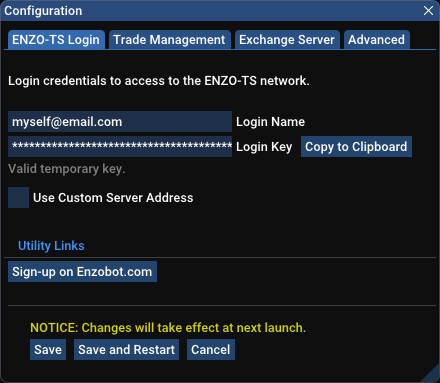 Configuration
ENZO-TS Login Trade Management Exchange Server Advanced
Login credentials to access to the ENZO-TS network.
myself@email.com Login Name
**************************************** Login Key Copy to Clipboard
Valid temporary key.
Use Custom Server Address
Utility Links
Sign-up on Enzobot.com
NOTICE: Changes will take effect at next launch.
Save Save and Restart Cancel